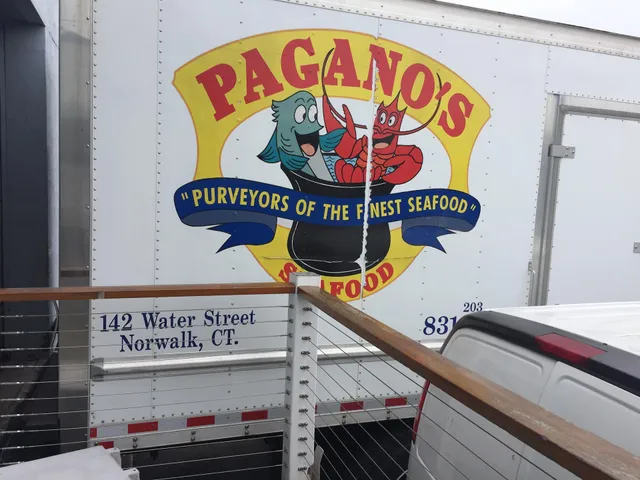 PAGANO'S
"PURVEYORS OF THE FINEST SEAFOOD"
SEAFOOD
142 Water Street
Norwalk, CT.
203
831